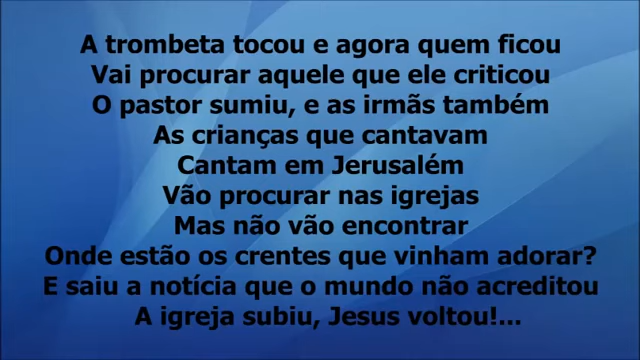 A trombeta tocou e agora quem ficou
Vai procurar aquele que ele criticou
O pastor sumiu, e as irmãs também
As crianças que cantavam
Cantam em Jerusalém
Vão procurar nas igrejas
Mas não vão encontrar
Onde estão os crentes que vinham adorar?
E saiu a notícia que o mundo não acreditou
A igreja subiu, Jesus voltou!...